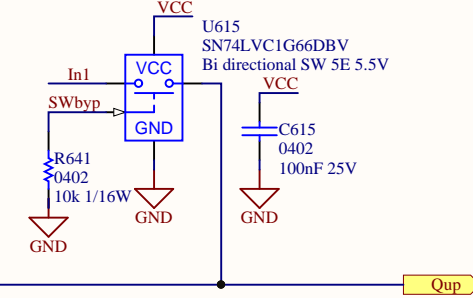 VCC
U615
SN74LVC1G66DBV
Bi directional SW 5E 5.5V
In1
VCC
VCC
SWbyp
GND
C615
0402
100nF 25V
R641
0402
10k 1/16W
GND
GND
GND
Qup